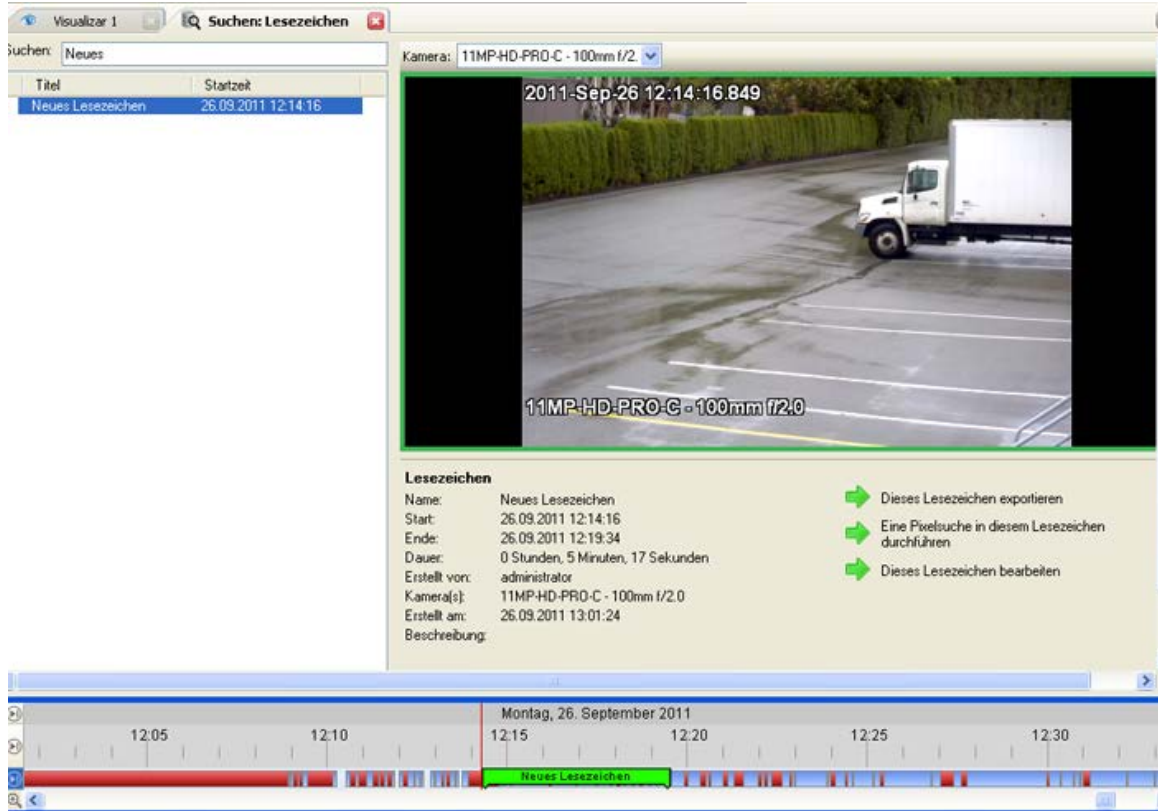 Visualizar 1
Suchen: Lesezeichen
Suchen: Neues
Titel Startzeit
Neues Lesezeichen 26.09.2011 12:14:16
Kamera: 11MP-HD-PRO-C - 100mm f/2.
2011-Sep-26 12:14:16.849
11MP-HD-PRO-C - 100mm f/2.0
Lesezeichen
Name: Neues Lesezeichen
Start: 26.09.2011 12:14:16
Ende: 26.09.2011 12:19:34
Dauer: 0 Stunden, 5 Minuten, 17 Sekunden
Erstellt von: administrator
Kamera(s): 11MP-HD-PRO-C - 100mm f/2.0
Erstellt am: 26.09.2011 13:01:24
Beschreibung:
Dieses Lesezeichen exportieren
Eine Pixelsuche in diesem Lesezeichen
durchführen
Dieses Lesezeichen bearbeiten
Montag, 26. September 2011
12:05 12:10 12:15 12:20 12:25 12:30
Neues Lesezeichen